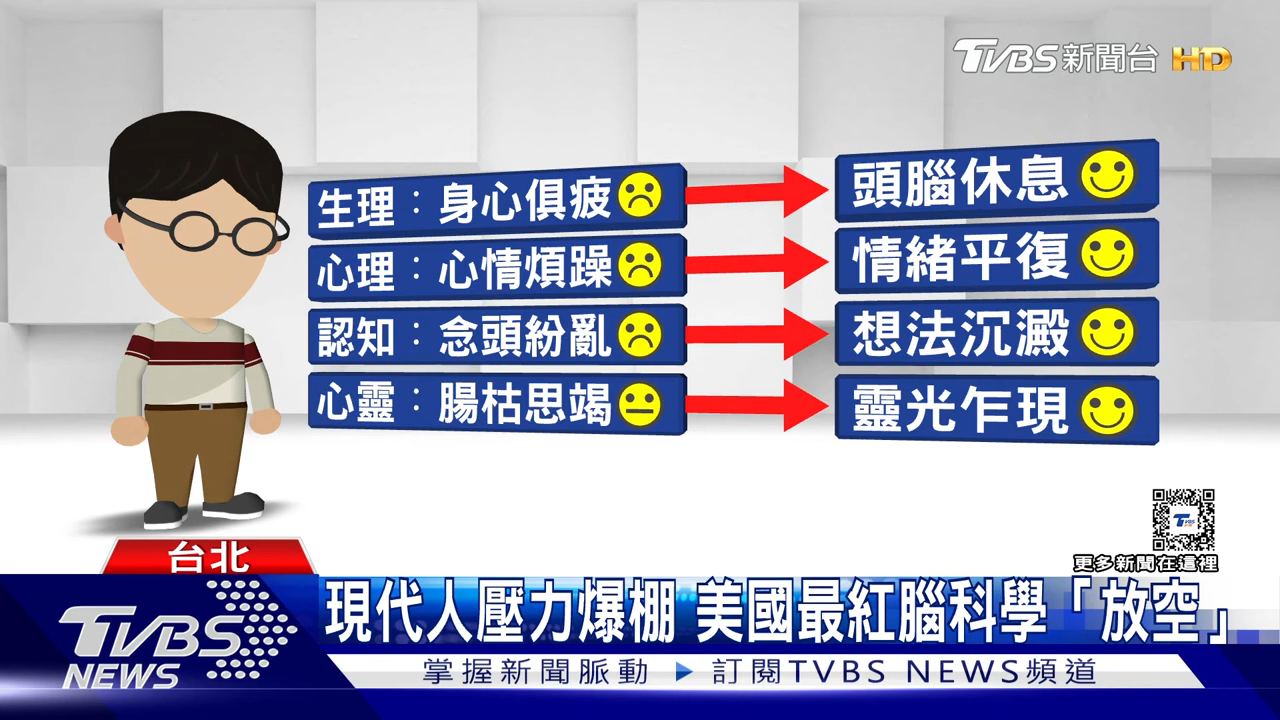 TVBS新聞台 HD
生理：身心俱疲
頭腦休息
心理：心情煩躁
情緒平復
認知：念頭紛亂
想法沉澱
心靈：腸枯思竭
靈光乍現
TVBS
更多新聞在這裡
台北
現代人壓力爆棚 美國最紅腦科學「放空」
TVBS NEWS
掌握新聞脈動 ▶ 訂閱TVBS NEWS頻道